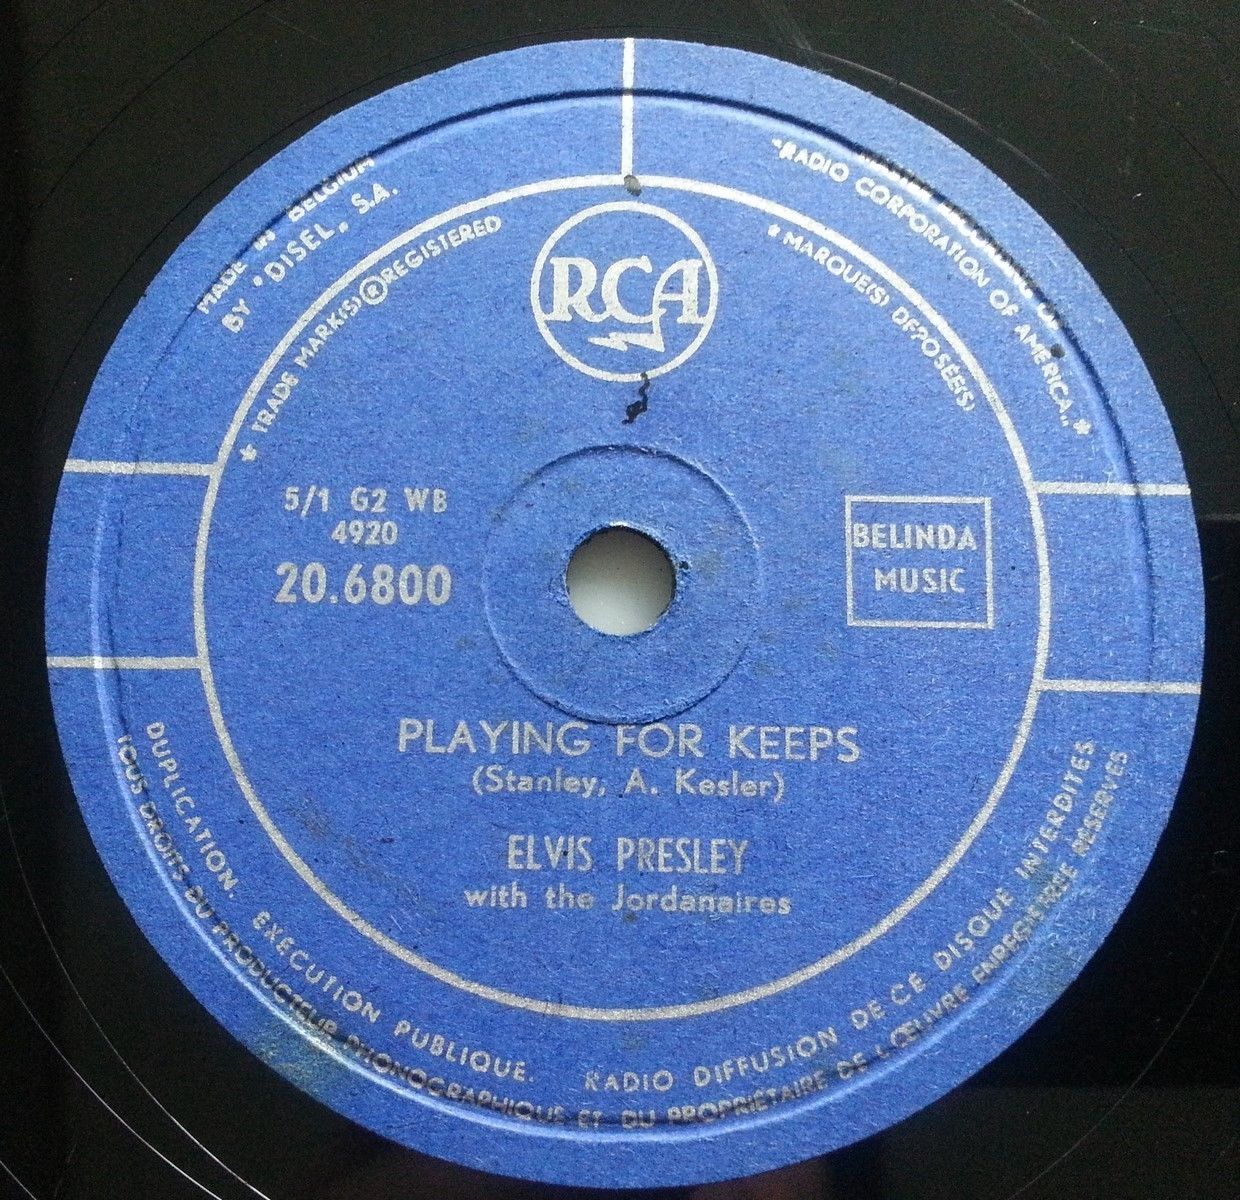 MADE IN BELGIUM
BY "DISEL„ S.A.
"RADIO CORPORATION OF AMERICA„ ★
★ TRADE MARK(S) ® REGISTERED
★ MARQUE(S) DEPOSÉE(S)
RCA
5/1 G2 WB
4920
20.6800
BELINDA
MUSIC
PLAYING FOR KEEPS
(Stanley, A. Kesler)
ELVIS PRESLEY
with the Jordanaires
DUPLICATION. EXECUTION PUBLIQUE. RADIO DIFFUSION DE CE DISQUE INTERDITES
TOUS DROITS DU PRODUCTEUR PHONOGRAPHIQUE ET DU PROPRIÉTAIRE DE L'ŒUVRE ENREGISTREE RESERVES